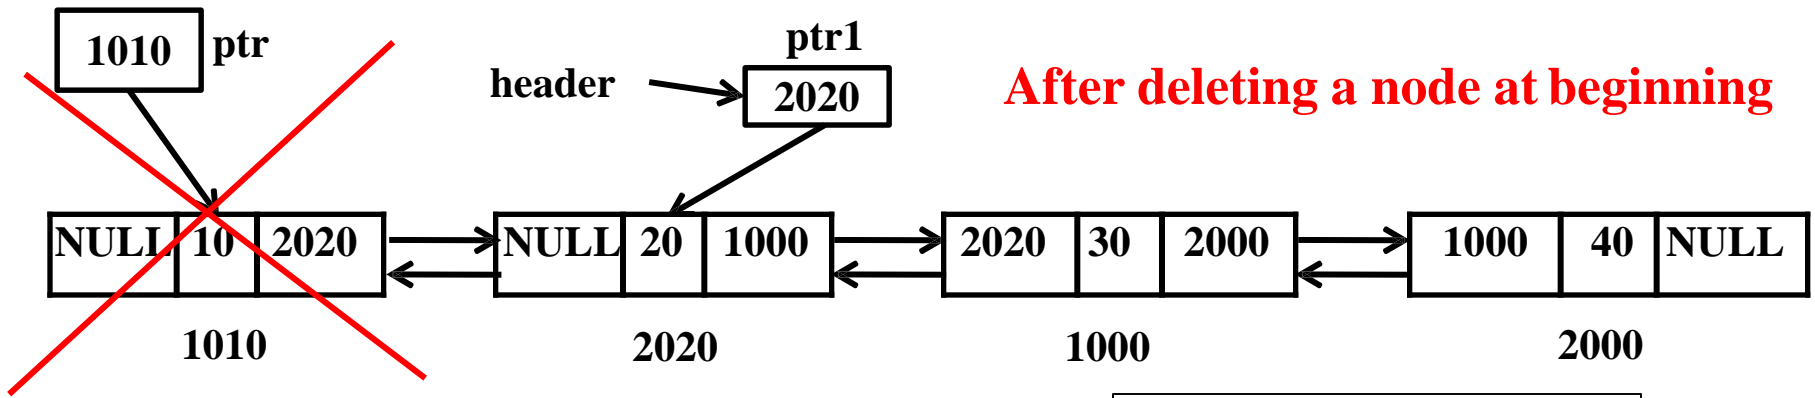 1010 ptr
header
ptr1
2020
After deleting a node at beginning
NULL 10 2020
NULL 20 1000
2020 30 2000
1000 40 NULL
1010
2020
1000
2000